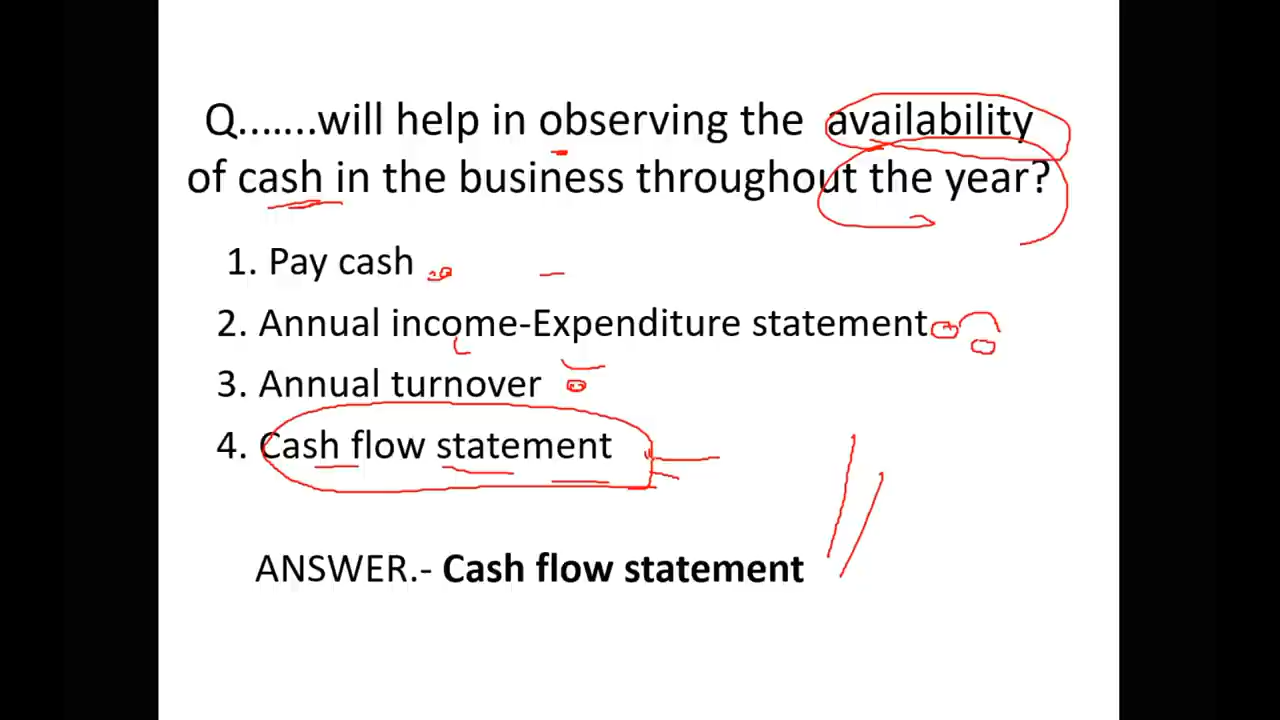 Q.......will help in observing the availability
of cash in the business throughout the year?
1. Pay cash
2. Annual income-Expenditure statement
3. Annual turnover
4. Cash flow statement
ANSWER.- Cash flow statement